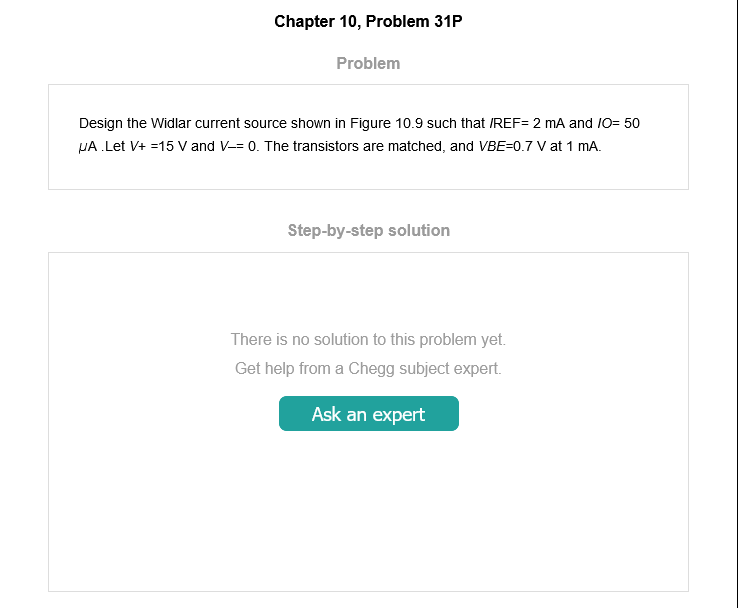 Chapter 10, Problem 31P
Problem
Design the Widlar current source shown in Figure 10.9 such that IREF= 2 mA and IO= 50
μA .Let V+ =15 V and V–= 0. The transistors are matched, and VBE=0.7 V at 1 mA.
Step-by-step solution
There is no solution to this problem yet.
Get help from a Chegg subject expert.
Ask an expert